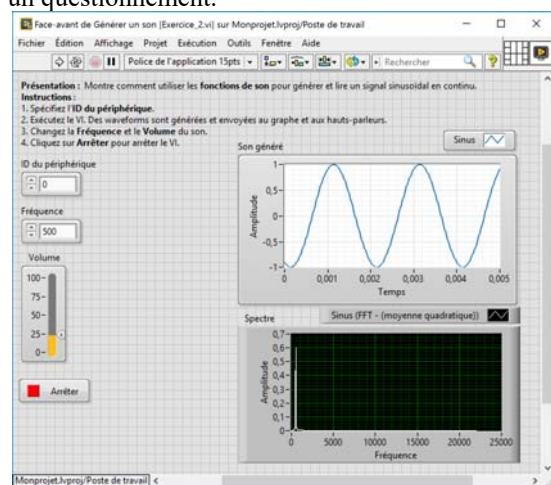 un questionnement.
Face-avant de Générer un son [Exercice_2.vi] sur Monprojet.lvproj/Poste de travail
Fichier Édition Affichage Projet Exécution Outils Fenêtre Aide
Police de l'application 15pts
Rechercher
Présentation : Montre comment utiliser les fonctions de son pour générer et lire un signal sinusoïdal en continu.
Instructions :
1. Spécifiez l'ID du périphérique.
2. Exécutez le VI. Des waveforms sont générées et envoyées au graphe et aux hauts-parleurs.
3. Changez la Fréquence et le Volume du son.
4. Cliquez sur Arrêter pour arrêter le VI.
ID du périphérique
0
Fréquence
500
Volume
100-
75-
50-
25-
0-
Arrêter
Son généré
Sinus
Amplitude
1-
0,5-
0-
-0,5-
-1-
0 0,001 0,002 0,003 0,004 0,005
Temps
Spectre
Sinus (FFT - (moyenne quadratique))
Amplitude
0,7-
0,6-
0,5-
0,4-
0,3-
0,2-
0,1-
0-
0 5000 10000 15000 20000 25000
Fréquence
Monprojet.lvproj/Poste de travail